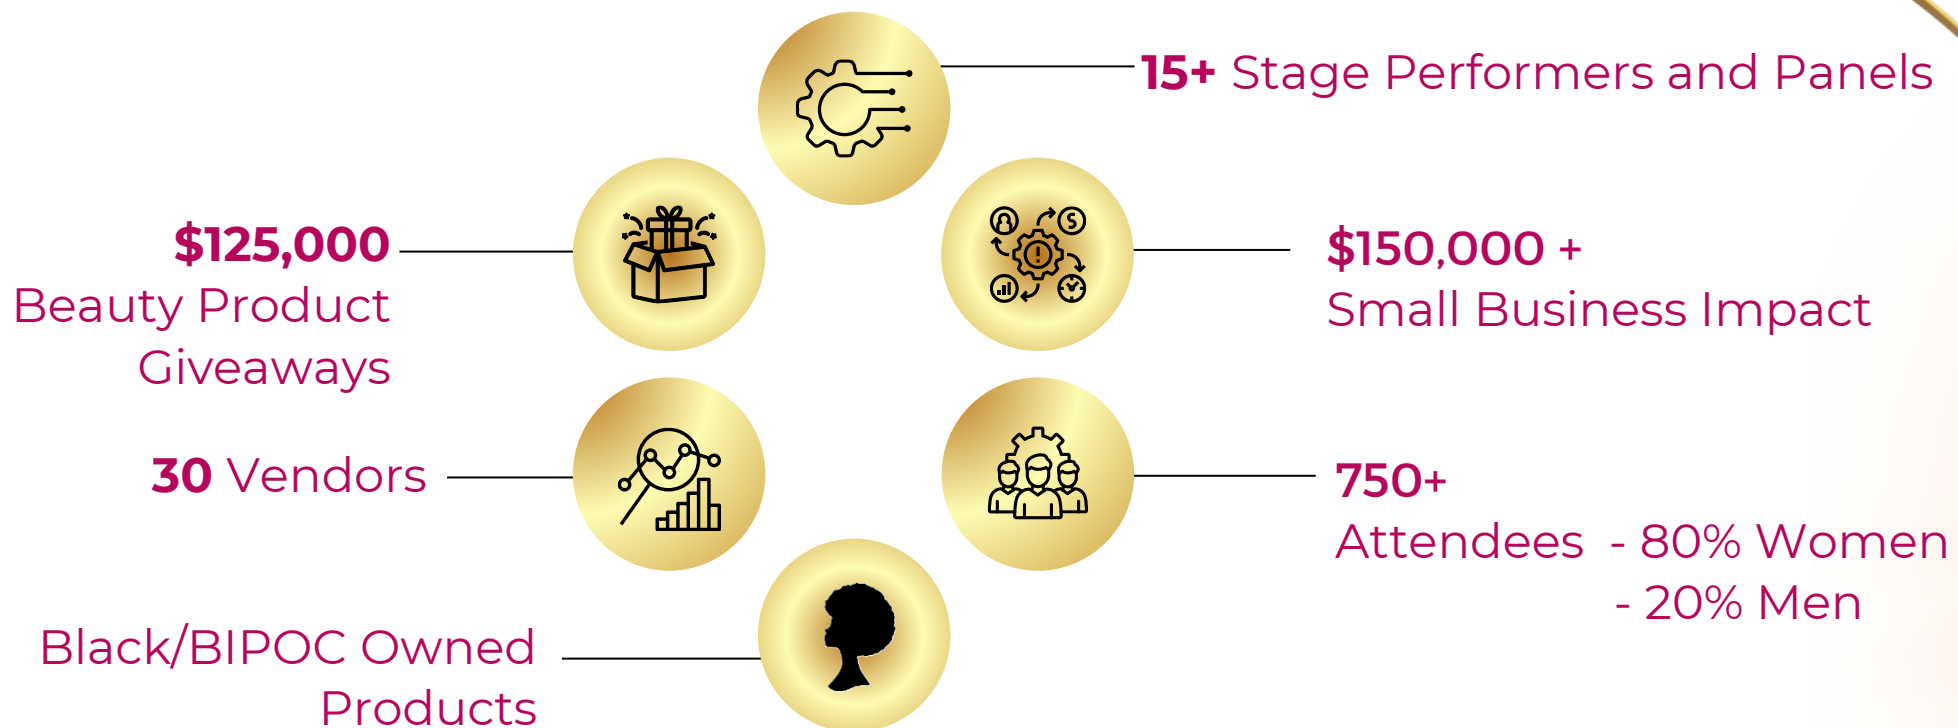 15+ Stage Performers and Panels
$125,000
Beauty Product
Giveaways
$150,000 +
Small Business Impact
30 Vendors
750+
Attendees - 80% Women
- 20% Men
Black/BIPOC Owned
Products